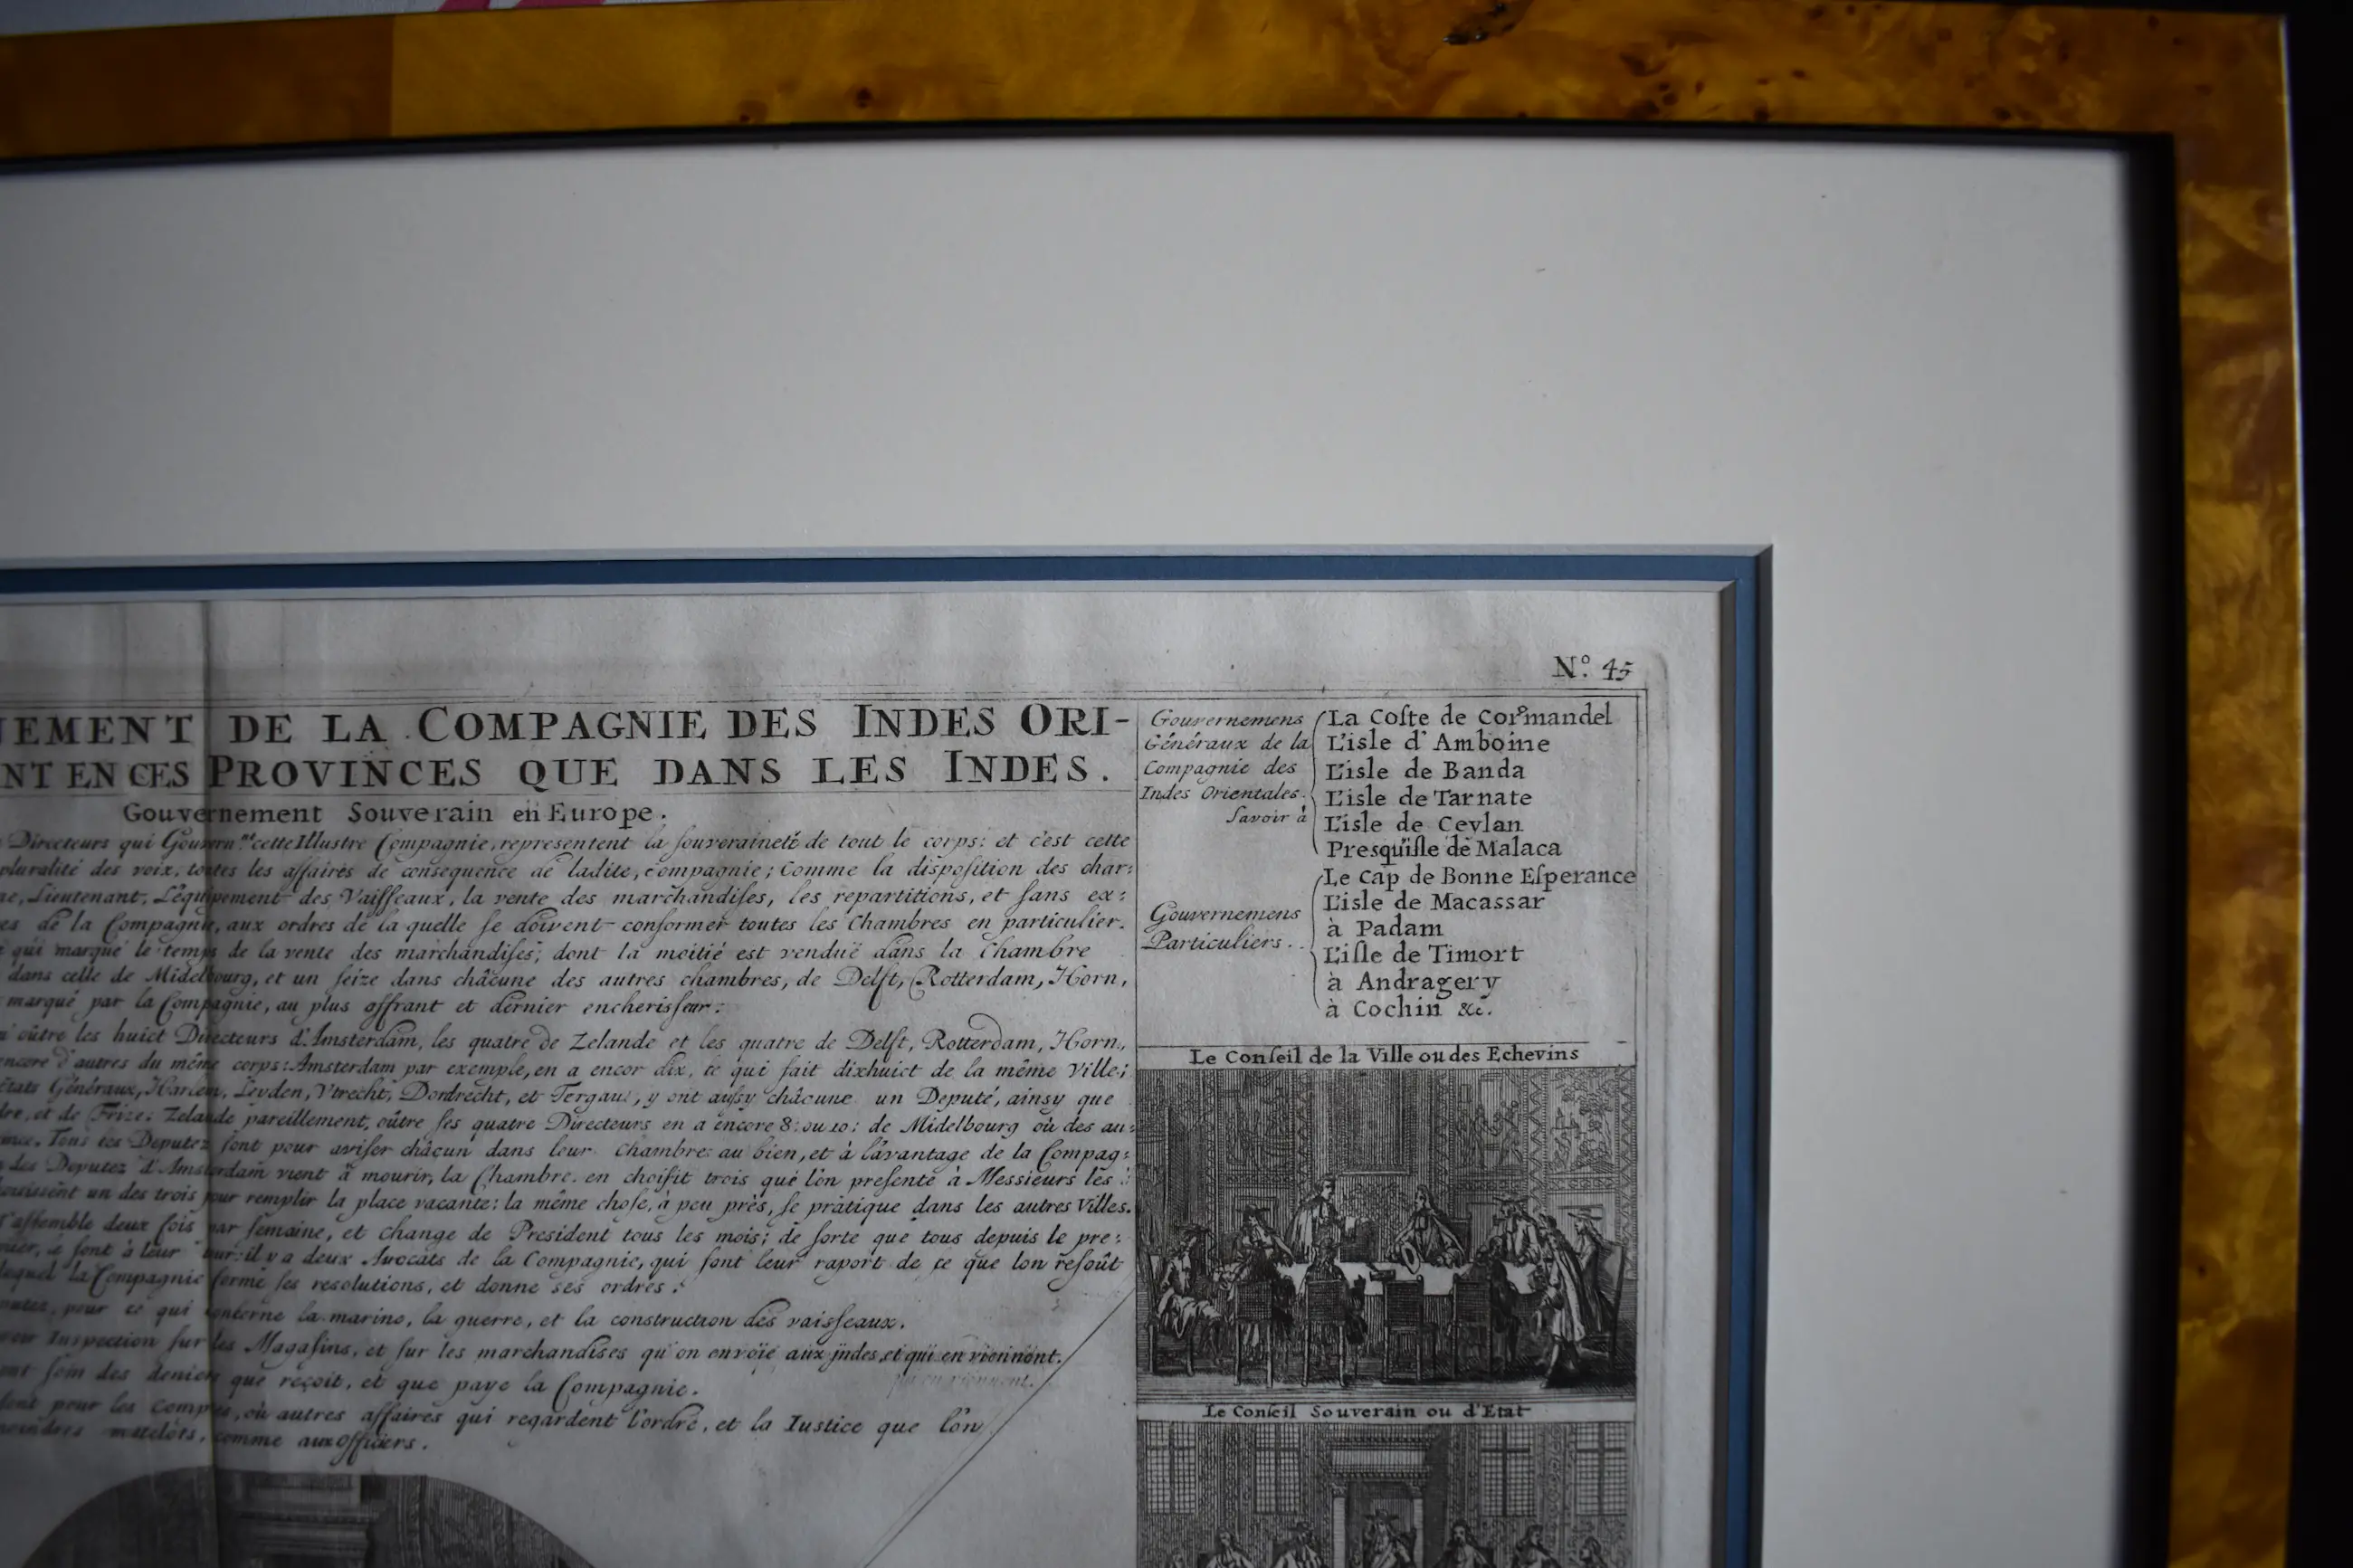 N.º 45
DE LA COMPAGNIE DES INDES ORI-
EN CES PROVINCES QUE DANS LES INDES.
Gouvernement Souverain en Europe.
Directeurs qui Gouvern.nt cette Illustre Compagnie, representent la souveraineté de tout le corps: et c'est cette
pluralité des voix, toutes les affaires de consequence de ladite, compagnie; Comme la disposition des char:
Lieutenant, L'équipement des Vaiſſeaux, la vente des marchandiſes, les repartitions, et ſans ex:
de la Compagnie, aux ordres de la quelle ſe doivent conformer toutes les Chambres en particulier.
qui marque le temps de la vente des marchandiſes; dont la moitié est venduë dans la Chambre
dans celle de Midelbourg, et un ſeize dans châcune des autres chambres, de Delft, Rotterdam, Horn,
marqué par la Compagnie, au plus offrant et dernier encherisſeur:
oûtre les huict Directeurs d'Amsterdam, les quatre de Zelande et les quatre de Delft, Rotterdam, Horn,
encore d'autres du même corps: Amsterdam par exemple, en a encor dix, ce qui fait dixhuict de la même Ville;
Etats Généraux, Harlem, Leyden, Vtrecht, Dordrecht, et Tergau, y ont auſsy châcune un Deputé, ainsy que
et de Frize. Zelande pareillement, oûtre ſes quatre Directeurs en a encore 8: ou 10: de Midelbourg où des au:
Tous ces Deputez ſont pour aviſer châcun dans leur Chambre: au bien, et à l'avantage de la Compag:
des Deputez d'Amsterdam vient à mourir, la Chambre en choiſit trois que l'on preſente à Messieurs les
un des trois pour remplir la place vacante: la même choſe, à peu près, ſe pratique dans les autres Villes.
s'aſſemble deux fois par ſemaine, et change de President tous les mois; de ſorte que tous depuis le pre:
ſont à leur tour: il y a deux Avocats de la Compagnie, qui ſont leur raport de ce que lon reſoût
lequel la Compagnie forme ſes resolutions, et donne ses ordres:
pour ce qui conterne la marine, la guerre, et la construction des vaisſeaux.
Inspection ſur les Magaſins, et ſur les marchandises qu'on envoïe aux jndes, et qui en viennent.
ſoin des deniers que reçoit, et que paye la Compagnie.
pour les comptes, où autres affaires qui regardent l'ordre, et la Iustice que l'on
matelots, comme aux Officiers.
Gouvernemens
Généraux de la
Compagnie des
Indes Orientales.
ſavoir à
La Coſte de Cormandel
L'isle d'Amboine
L'isle de Banda
L'isle de Tarnate
L'isle de Ceylan
Presquiſle de Malaca
Gouvernemens
Particuliers..
Le Cap de Bonne Eſperance
L'isle de Macassar
à Padam
L'iſle de Timort
à Andragery
à Cochin &c.
Le Conſeil de la Ville ou des Echevins
Le Conſeil Souverain ou d'Etat